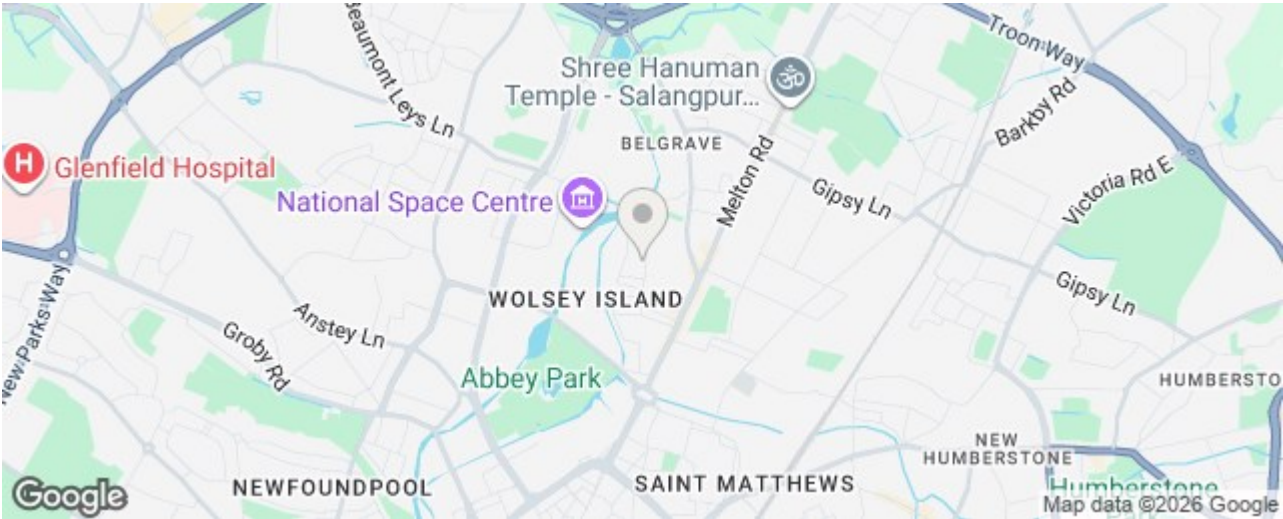 Beaumont Leys Ln
Troon Way
Shree Hanuman
Temple - Salangpur...
Barkby Rd
BELGRAVE
H
Glenfield Hospital
Melton Rd
Victoria Rd E
National Space Centre
Gipsy Ln
New Parks Way
WOLSEY ISLAND
Gipsy Ln
Anstey Ln
Groby Rd
Abbey Park
HUMBERSTO
NEW
HUMBERSTONE
NEWFOUNDPOOL
SAINT MATTHEWS
Humberstone
Google
Map data ©2026 Google